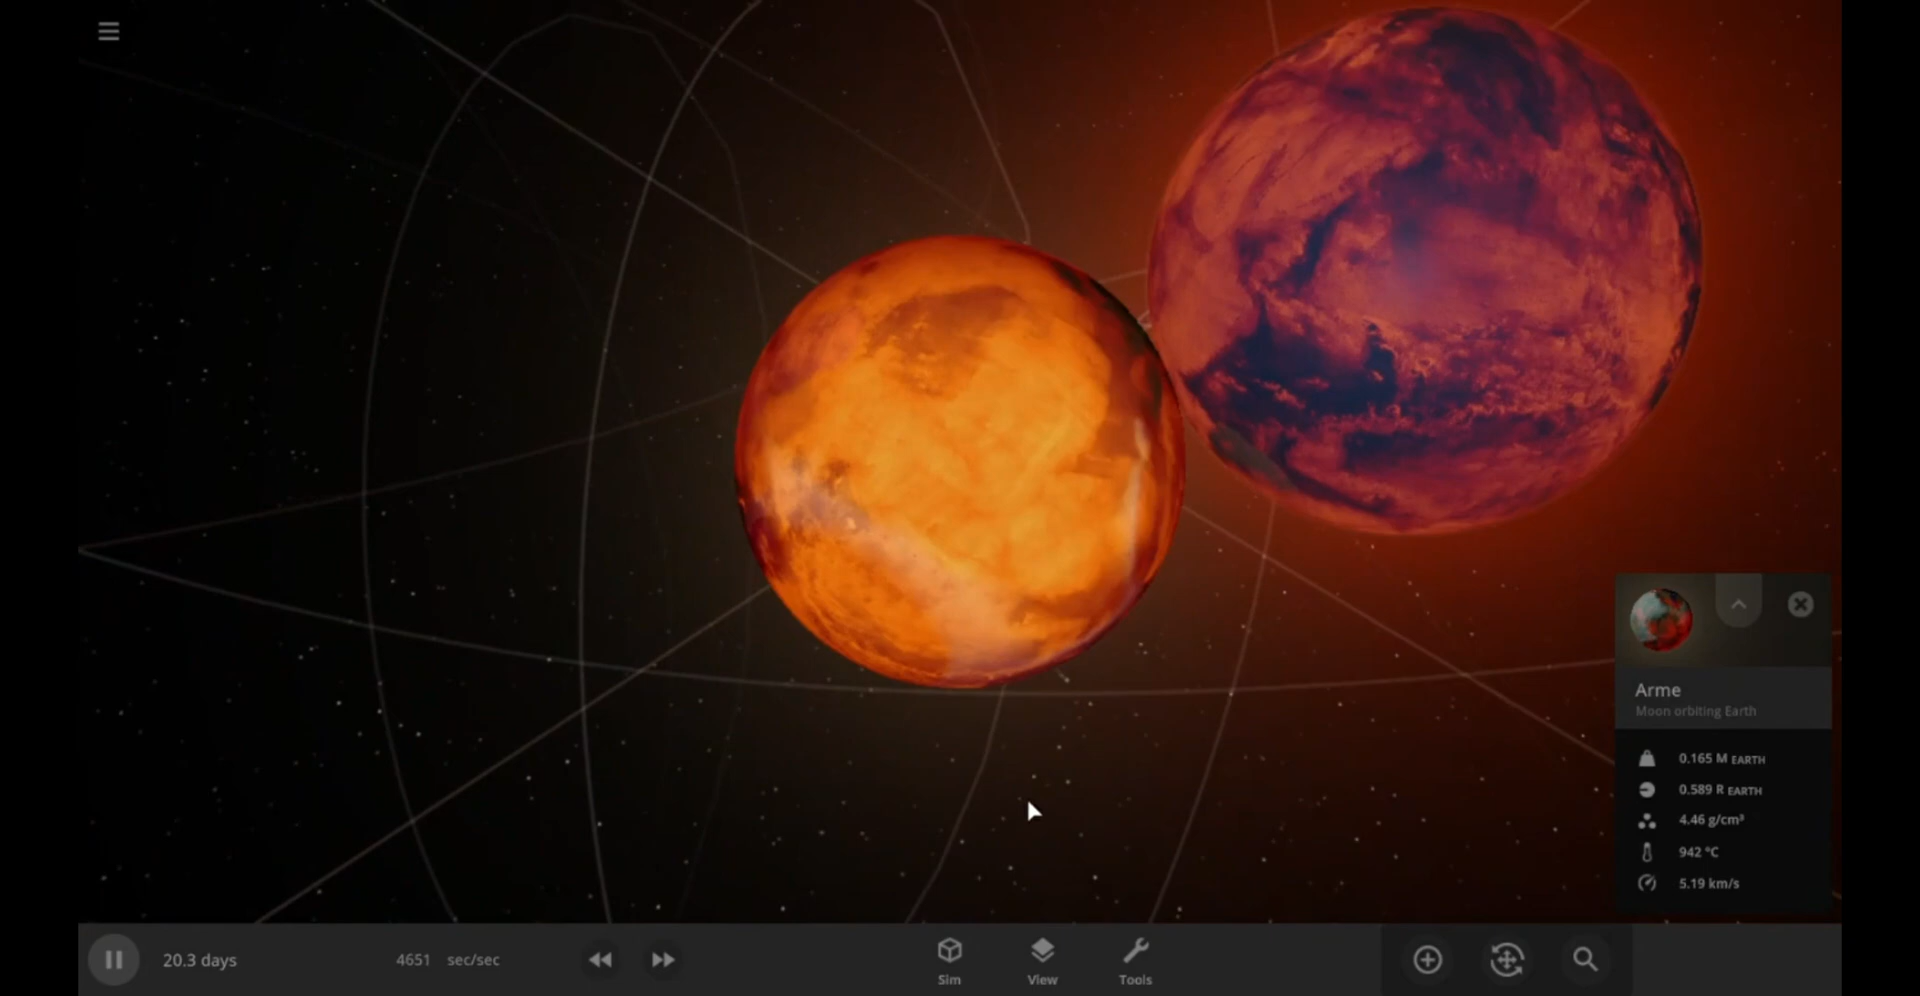 Arme
Moon orbiting Earth
0.165 M EARTH
0.589 R EARTH
4.46 g/cm³
942 °C
5.19 km/s
20.3 days
4651 sec/sec
Sim
View
Tools